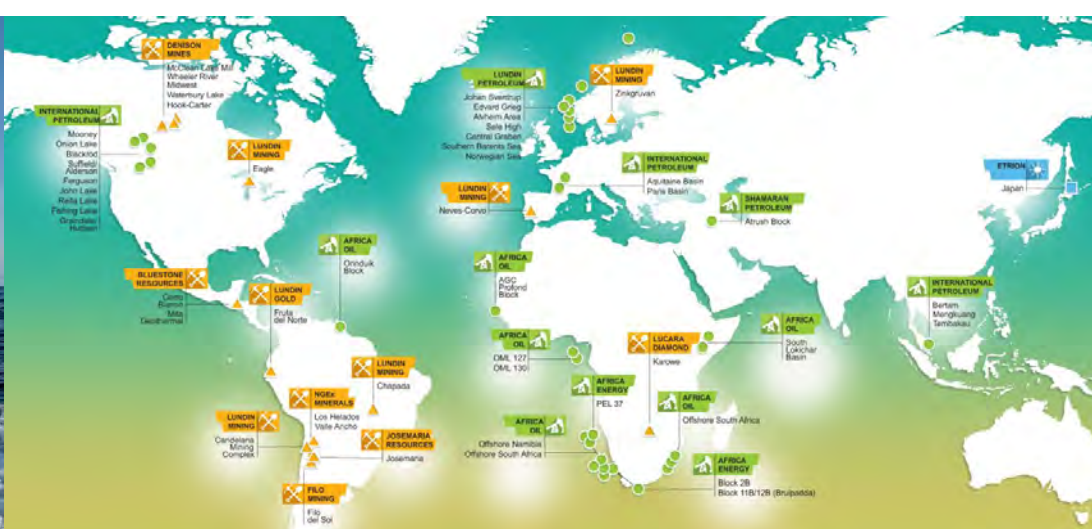 DENISON
MINES
McClean Lake Mill
Wheeler River
Midwest
Waterbury Lake
Hook-Carter
INTERNATIONAL
PETROLEUM
Mooney
Onion Lake
Blackrod
Suffield/
Alderson
Ferguson
John Lake
Reita Lake
Fishing Lake
LUNDIN
MINING
Eagle
LUNDIN
PETROLEUM
Johan Sverdrup
Edvard Grieg
Alvheim Area
Sele High
Central Graben
Southern Barents Sea
Norwegian Sea
LUNDIN
MINING
Zinkgruvan
INTERNATIONAL
PETROLEUM
Aquitaine Basin
Paris Basin
LUNDIN
MINING
Neves-Corvo
SHAMARAN
PETROLEUM
Atrush Block
ETRION
Japan
AFRICA
OIL
Orinduik
Block
AFRICA
OIL
AGC
Profond
Block
BLUESTONE
RESOURCES
Cerro
Blanco
Mita
Geothermal
LUNDIN
GOLD
Fruta
del Norte
INTERNATIONAL
PETROLEUM
Bertam
Mengkuang
Tembakau
AFRICA
OIL
South
Lokichar
Basin
AFRICA
OIL
OML 127
OML 130
LUCARA
DIAMOND
Karowe
LUNDIN
MINING
Chapada
AFRICA
ENERGY
PEL 37
NGEx
MINERALS
Los Helados
Valle Ancho
AFRICA
OIL
Offshore South Africa
LUNDIN
MINING
Candelaria
Mining
Complex
JOSEMARIA
RESOURCES
Josemaria
AFRICA
OIL
Offshore Namibia
Offshore South Africa
AFRICA
ENERGY
Block 2B
Block 11B/12B (Brulpadda)
FILO
MINING
Filo
del Sol